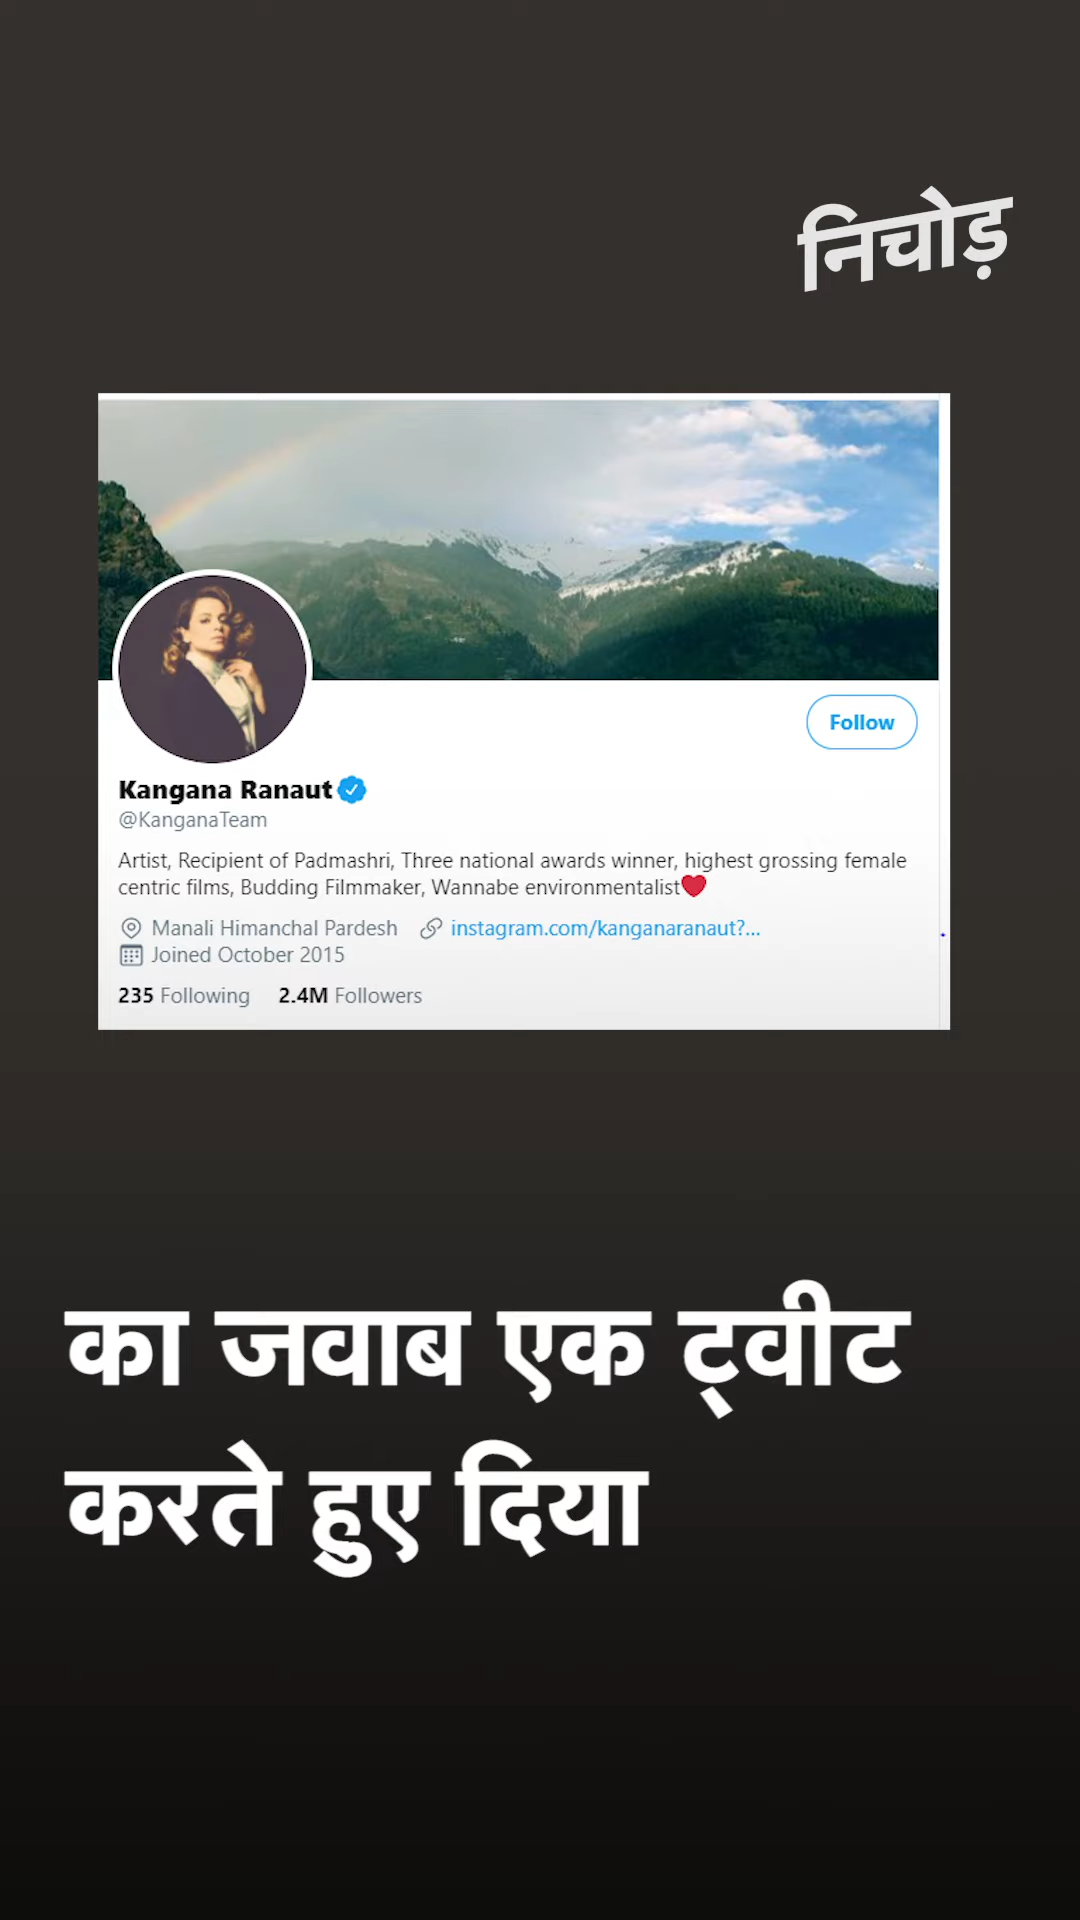 निचोड़
Follow
Kangana Ranaut
@KanganaTeam
Artist, Recipient of Padmashri, Three national awards winner, highest grossing female
centric films, Budding Filmmaker, Wannabe environmentalist❤️
Manali Himanchal Pardesh instagram.com/kanganaranaut?...
Joined October 2015
235 Following 2.4M Followers
का जवाब एक ट्वीट
करते हुए दिया